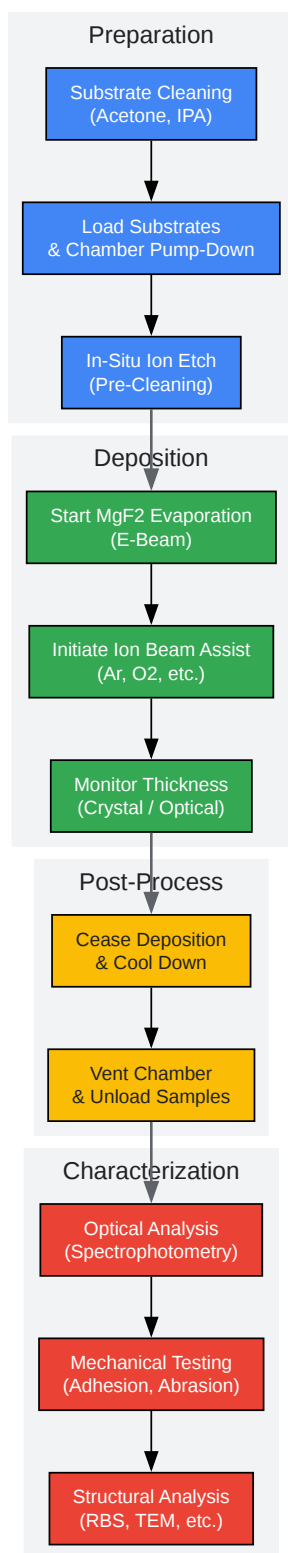 Preparation
Substrate Cleaning
(Acetone, IPA)
Load Substrates
& Chamber Pump-Down
In-Situ Ion Etch
(Pre-Cleaning)
Deposition
Start MgF2 Evaporation
(E-Beam)
Initiate Ion Beam Assist
(Ar, O2, etc.)
Monitor Thickness
(Crystal / Optical)
Post-Process
Cease Deposition
& Cool Down
Vent Chamber
& Unload Samples
Characterization
Optical Analysis
(Spectrophotometry)
Mechanical Testing
(Adhesion, Abrasion)
Structural Analysis
(RBS, TEM, etc.)